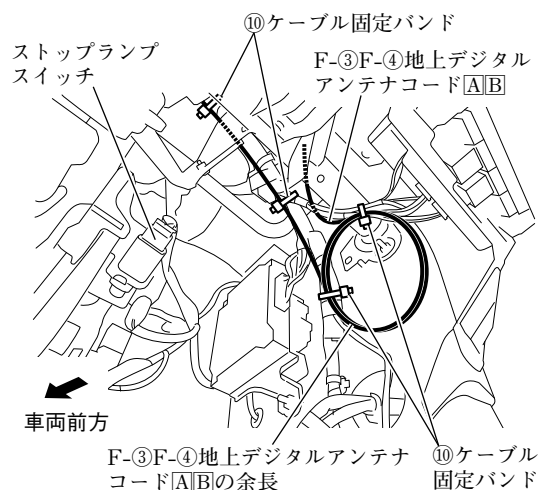 ⑩ケーブル固定バンド
ストップランプ
スイッチ
F-③F-④地上デジタル
アンテナコード🄰🄱
車両前方
F-③F-④地上デジタルアンテナ
コード🄰🄱の余長
⑩ケーブル
固定バンド